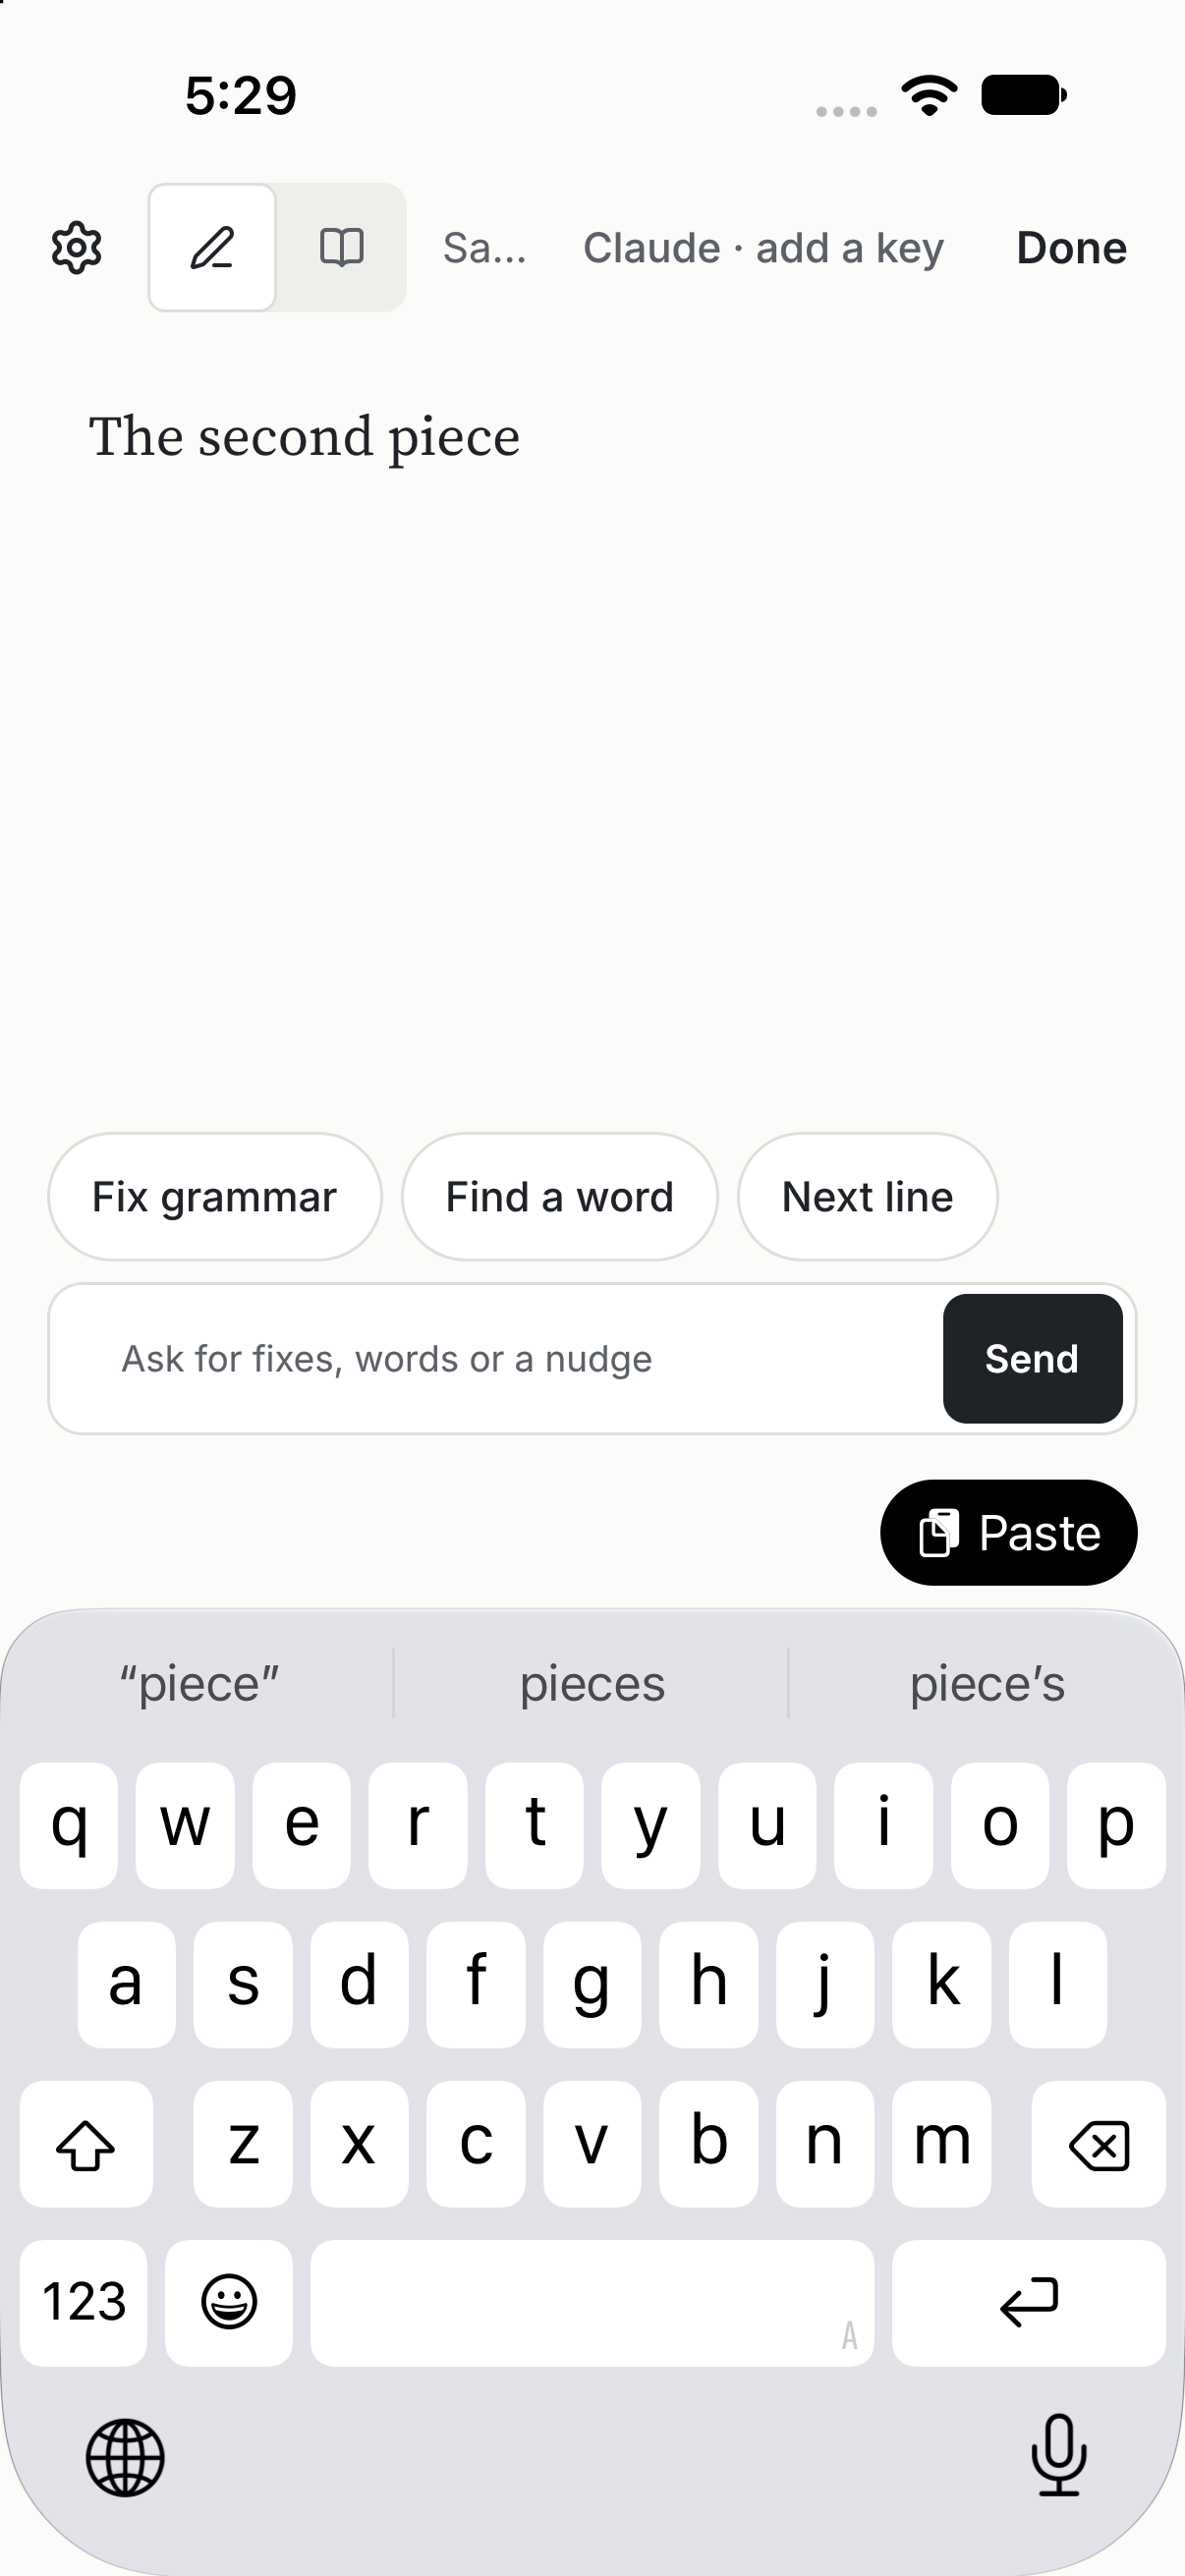 5:29
Sa... Claude · add a key Done
The second piece
Fix grammar Find a word Next line
Ask for fixes, words or a nudge Send
Paste
“piece” pieces piece’s
q w e r t y u i o p
a s d f g h j k l
z x c v b n m
123 A